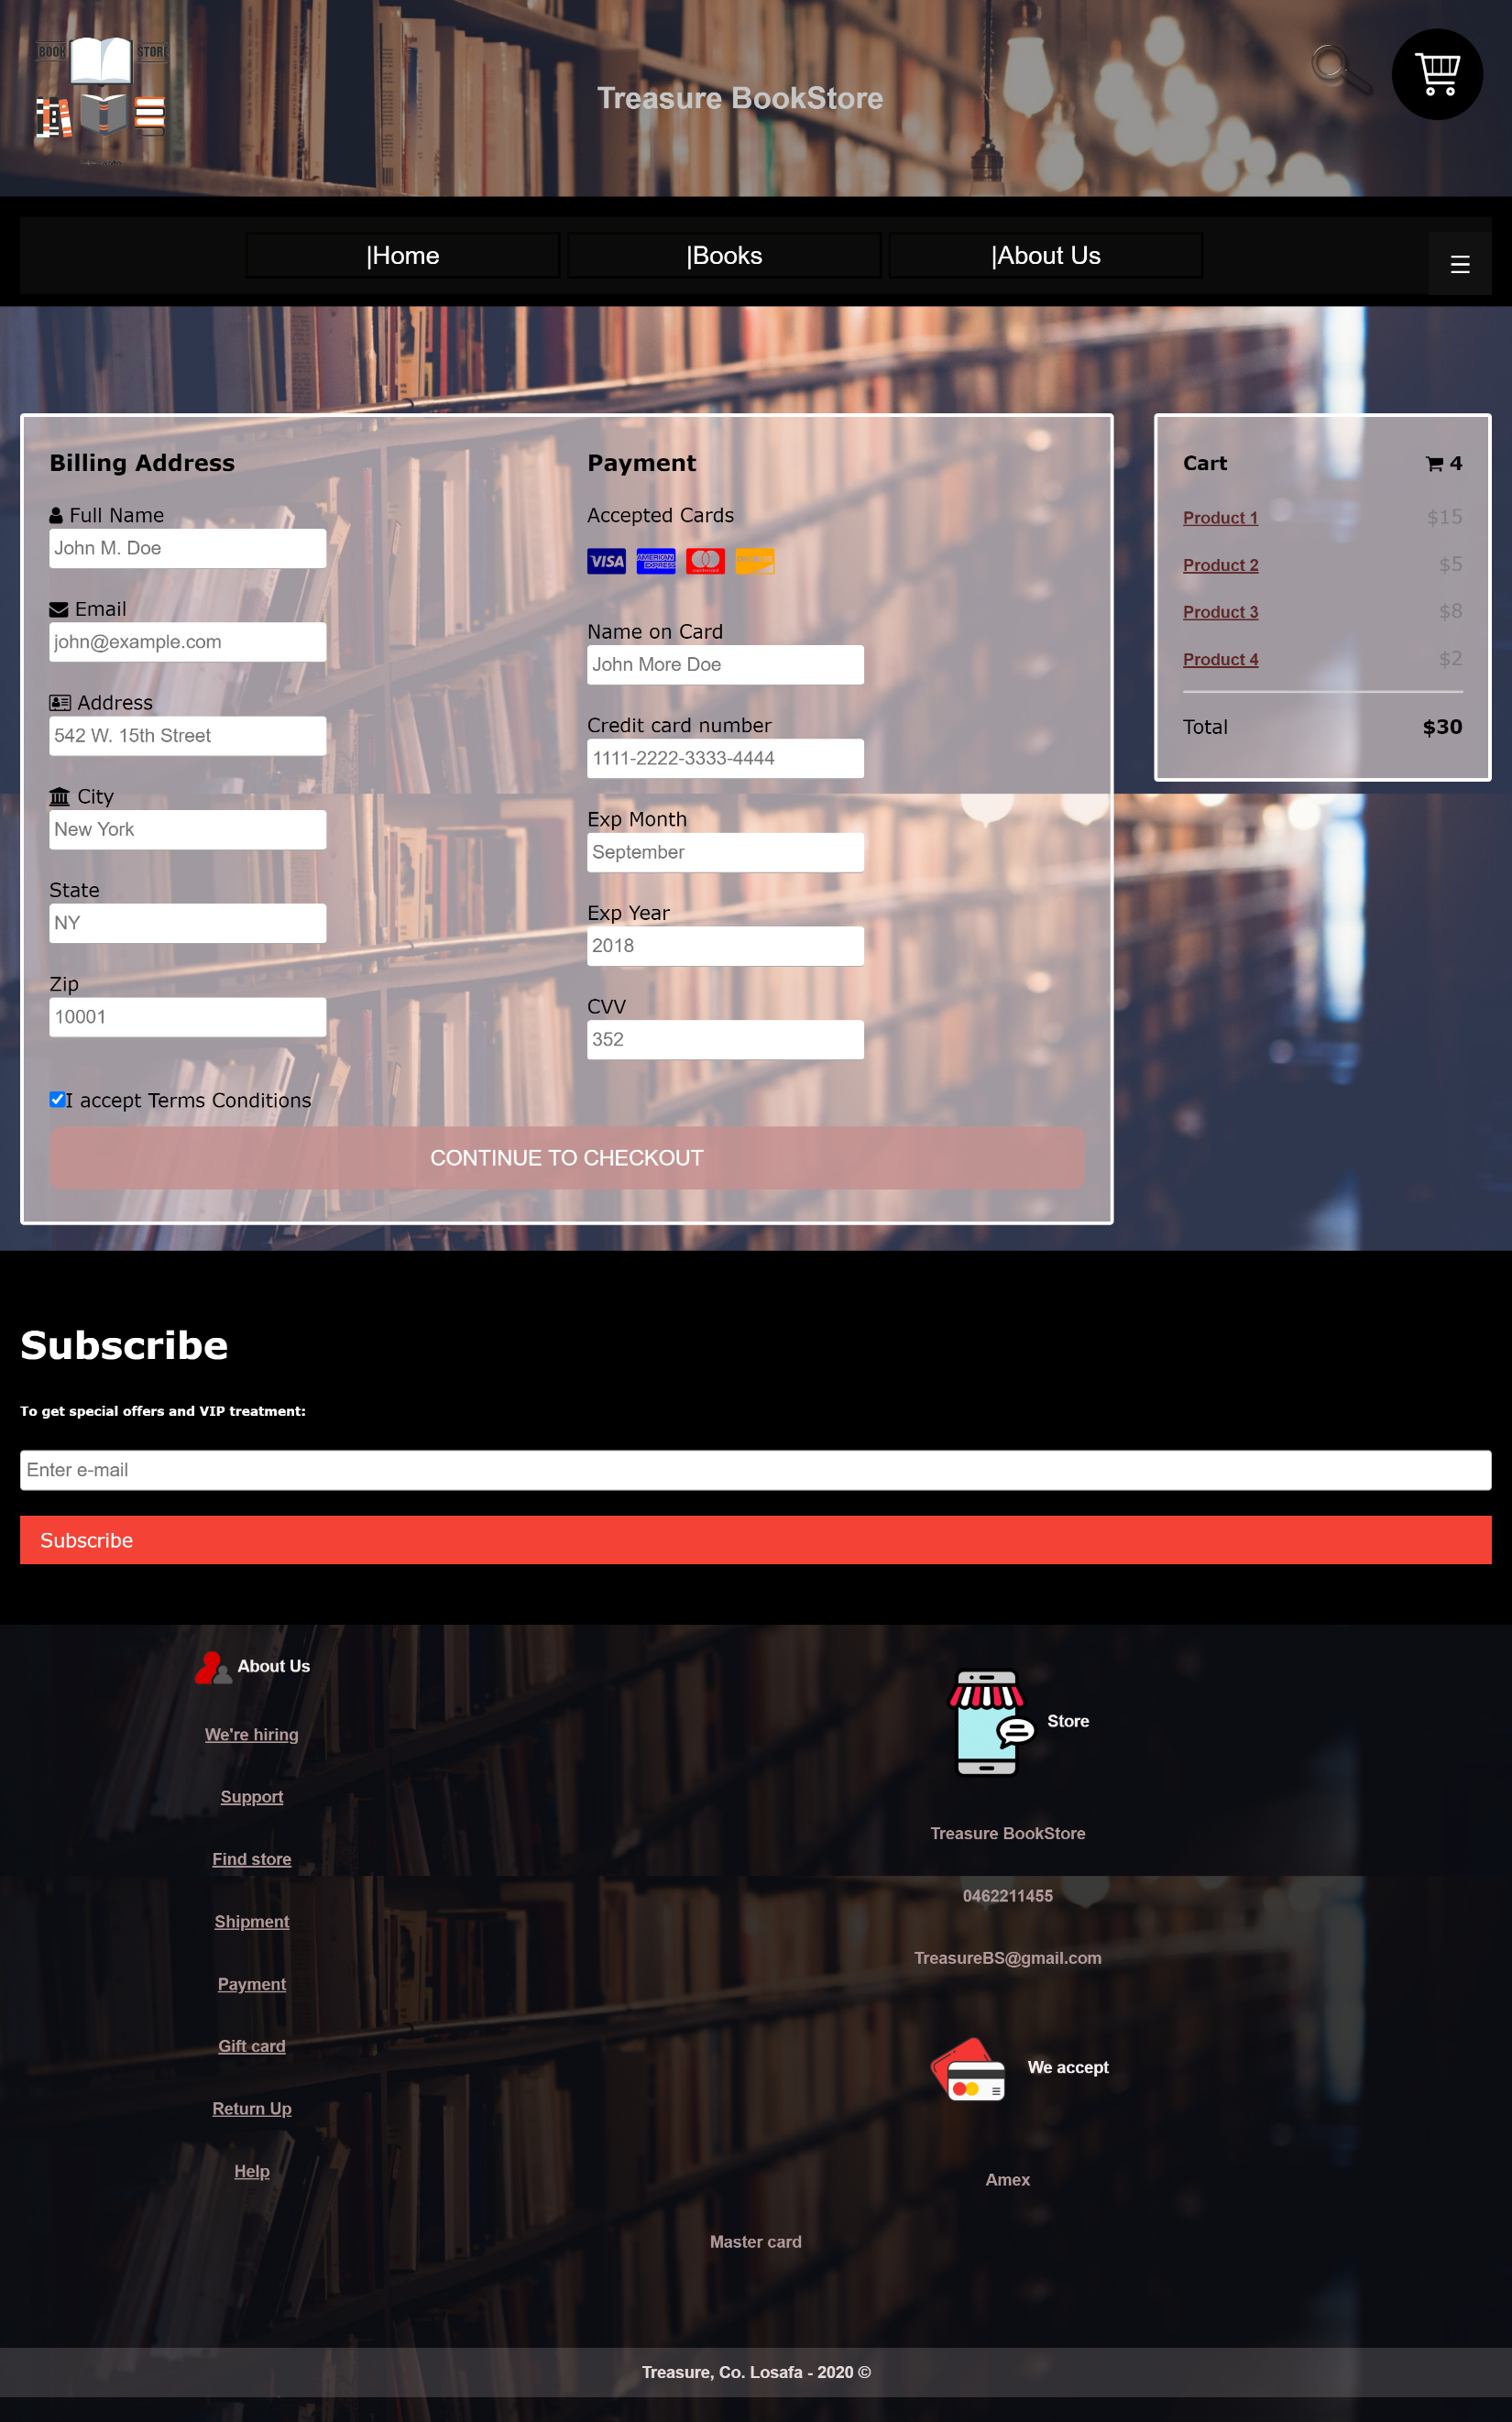 BOOK STORE
Treasure BookStore
|Home
|Books
|About Us
☰
Billing Address
Full Name
John M. Doe
Email
john@example.com
Address
542 W. 15th Street
City
New York
State
NY
Zip
10001
Payment
Accepted Cards
VISA
AMERICAN EXPRESS
Name on Card
John More Doe
Credit card number
1111-2222-3333-4444
Exp Month
September
Exp Year
2018
CVV
352
I accept Terms Conditions
CONTINUE TO CHECKOUT
Cart 4
Product 1 $15
Product 2 $5
Product 3 $8
Product 4 $2
Total $30
Subscribe
To get special offers and VIP treatment:
Enter e-mail
Subscribe
About Us
We're hiring
Support
Find store
Shipment
Payment
Gift card
Return Up
Help
Store
Treasure BookStore
0462211455
TreasureBS@gmail.com
We accept
Amex
Master card
Treasure, Co. Losafa - 2020 ©